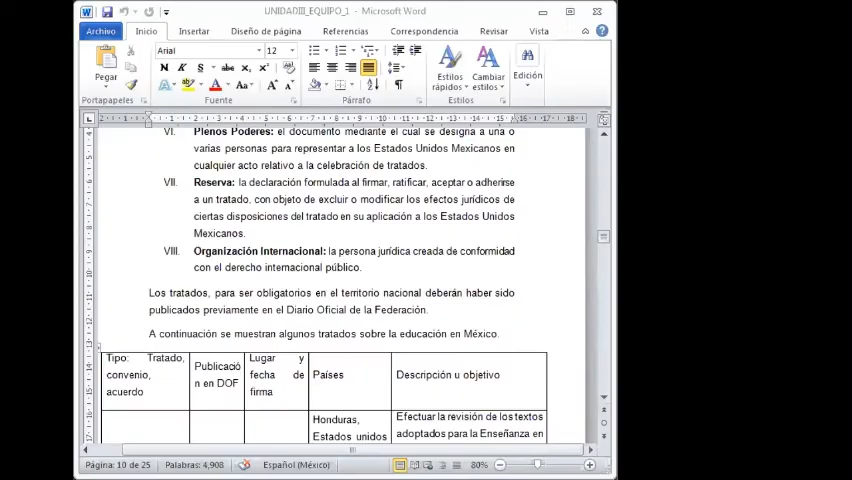 UNIDADIII_EQUIPO_1 - Microsoft Word
Archivo Inicio Insertar Diseño de página Referencias Correspondencia Revisar Vista
Arial 12
Pegar
N K S abc x₂ x²
A Aa A A
Estilos rápidos
Cambiar estilos
Edición
Portapapeles Fuente Párrafo Estilos
VI. Plenos Poderes: el documento mediante el cual se designa a una o
varias personas para representar a los Estados Unidos Mexicanos en
cualquier acto relativo a la celebración de tratados.
VII. Reserva: la declaración formulada al firmar, ratificar, aceptar o adherirse
a un tratado, con objeto de excluir o modificar los efectos jurídicos de
ciertas disposiciones del tratado en su aplicación a los Estados Unidos
Mexicanos.
VIII. Organización Internacional: la persona jurídica creada de conformidad
con el derecho internacional público.
Los tratados, para ser obligatorios en el territorio nacional deberán haber sido
publicados previamente en el Diario Oficial de la Federación.
A continuación se muestran algunos tratados sobre la educación en México.
Tipo: Tratado,
convenio,
acuerdo
Publicació
n en DOF
Lugar y
fecha de
firma
Países
Descripción u objetivo
Honduras,
Estados unidos
Efectuar la revisión de los textos
adoptados para la Enseñanza en
Página: 10 de 25 Palabras: 4,908 Español (México) 80%